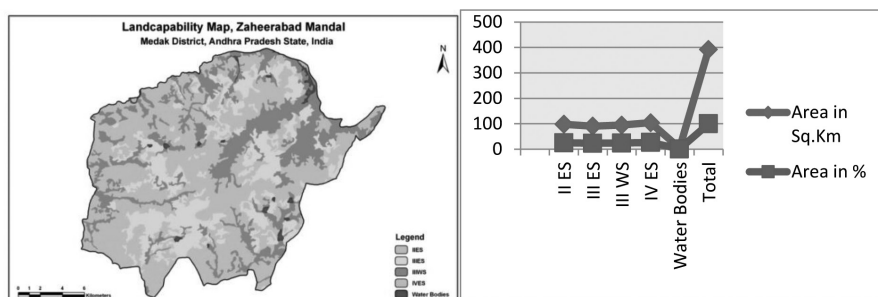 Landcapability Map, Zaheerabad Mandal
Medak District, Andhra Pradesh State, India
N
Legend
IIES
IIIES
IIIWS
IVES
Water Bodies
Kilometers
500
400
300
200
100
0
II ES
III ES
III WS
IV ES
Water Bodies
Total
Area in
Sq.Km
Area in %